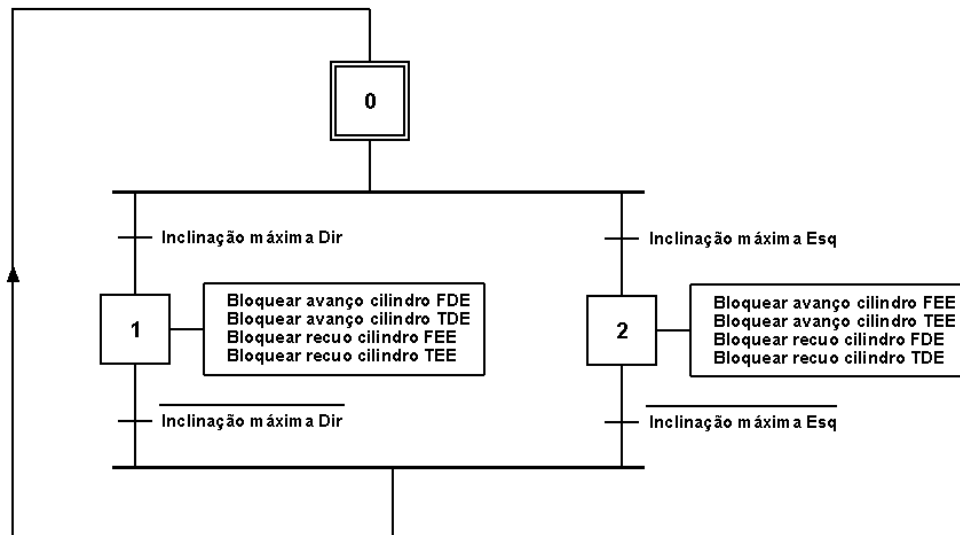 0
Inclinação máxima Dir
Inclinação máxima Esq
1
Bloquear avanço cilindro FDE
Bloquear avanço cilindro TDE
Bloquear recuo cilindro FEE
Bloquear recuo cilindro TEE
2
Bloquear avanço cilindro FEE
Bloquear avanço cilindro TEE
Bloquear recuo cilindro FDE
Bloquear recuo cilindro TDE
Inclinação máxima Dir
Inclinação máxima Esq